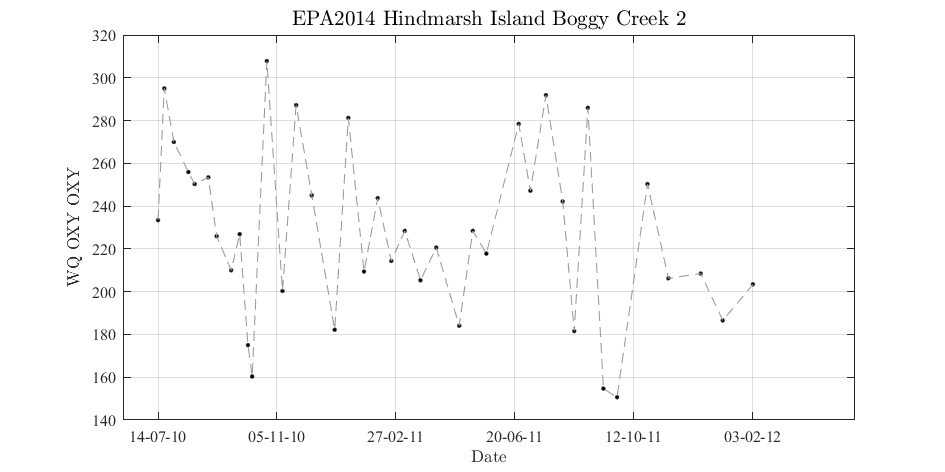 EPA2014 Hindmarsh Island Boggy Creek 2
320
300
280
260
240
220
200
180
160
140
WQ OXY OXY
14-07-10 05-11-10 27-02-11 20-06-11 12-10-11 03-02-12
Date